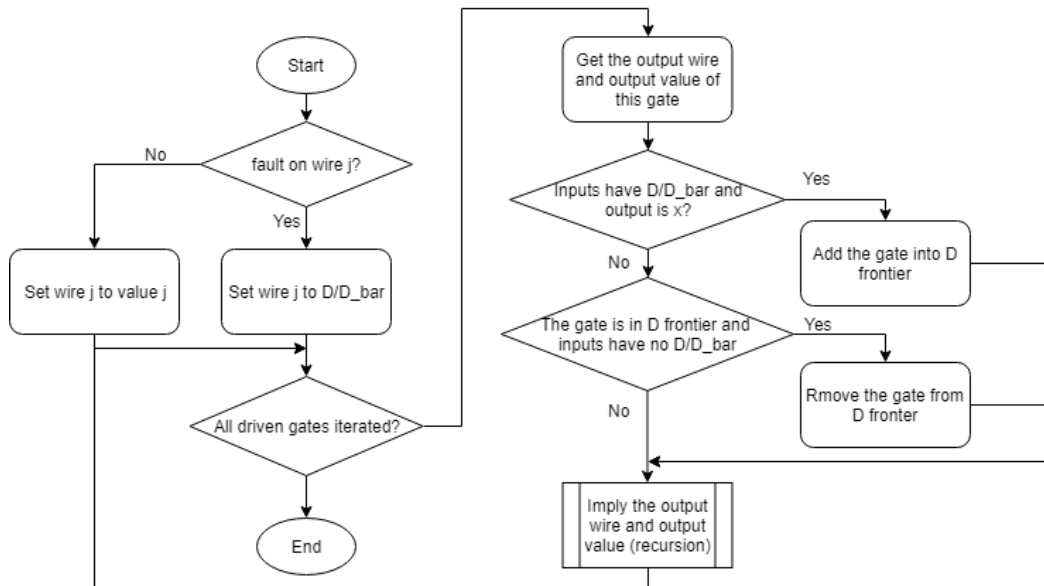 Start
fault on wire j?
No
Yes
Set wire j to value j
Set wire j to D/D_bar
All driven gates iterated?
End
Get the output wire
and output value of
this gate
Inputs have D/D_bar and
output is x?
Yes
Add the gate into D
frontier
No
The gate is in D frontier and
inputs have no D/D_bar
Yes
Rmove the gate from
D fronter
No
Imply the output
wire and output
value (recursion)